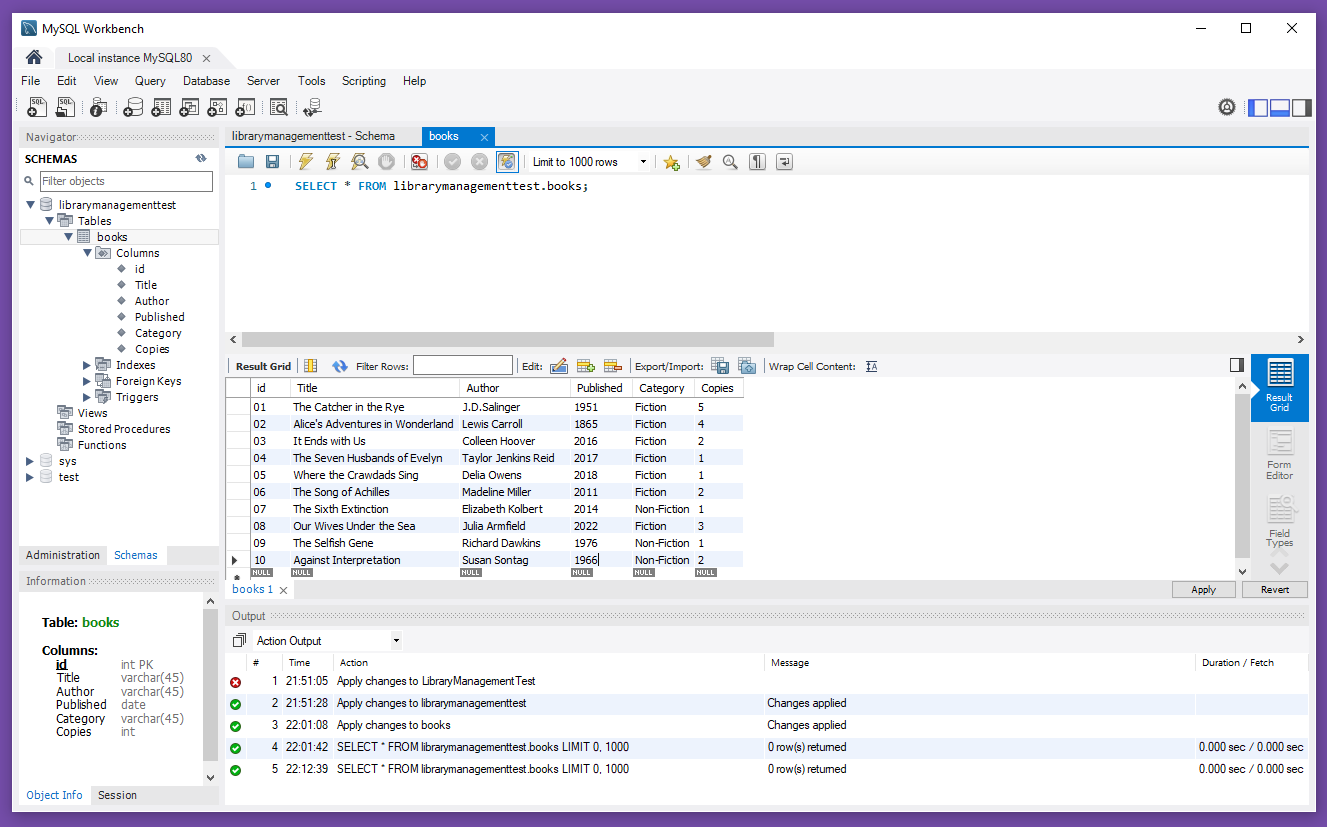 MySQL Workbench
Local instance MySQL80
File Edit View Query Database Server Tools Scripting Help
Navigator
SCHEMAS
Filter objects
librarymanagementtest
Tables
books
Columns
id
Title
Author
Published
Category
Copies
Indexes
Foreign Keys
Triggers
Views
Stored Procedures
Functions
sys
test
Administration Schemas
Information
Table: books
Columns:
id int PK
Title varchar(45)
Author varchar(45)
Published date
Category varchar(45)
Copies int
Object Info Session
librarymanagementtest - Schema books
Limit to 1000 rows
1 SELECT * FROM librarymanagementtest.books;
Result Grid Filter Rows: Edit: Export/Import: Wrap Cell Content:
id Title Author Published Category Copies
01 The Catcher in the Rye J.D.Salinger 1951 Fiction 5
02 Alice's Adventures in Wonderland Lewis Carroll 1865 Fiction 4
03 It Ends with Us Colleen Hoover 2016 Fiction 2
04 The Seven Husbands of Evelyn Taylor Jenkins Reid 2017 Fiction 1
05 Where the Crawdads Sing Delia Owens 2018 Fiction 1
06 The Song of Achilles Madeline Miller 2011 Fiction 2
07 The Sixth Extinction Elizabeth Kolbert 2014 Non-Fiction 1
08 Our Wives Under the Sea Julia Armfield 2022 Fiction 3
09 The Selfish Gene Richard Dawkins 1976 Non-Fiction 1
10 Against Interpretation Susan Sontag 1966 Non-Fiction 2
NULL NULL NULL NULL NULL NULL
Result
Grid
Form
Editor
Field
Types
books 1
Apply Revert
Output
Action Output
# Time Action Message Duration / Fetch
1 21:51:05 Apply changes to LibraryManagementTest
2 21:51:28 Apply changes to librarymanagementtest Changes applied
3 22:01:08 Apply changes to books Changes applied
4 22:01:42 SELECT * FROM librarymanagementtest.books LIMIT 0, 1000 0 row(s) returned 0.000 sec / 0.000 sec
5 22:12:39 SELECT * FROM librarymanagementtest.books LIMIT 0, 1000 0 row(s) returned 0.000 sec / 0.000 sec